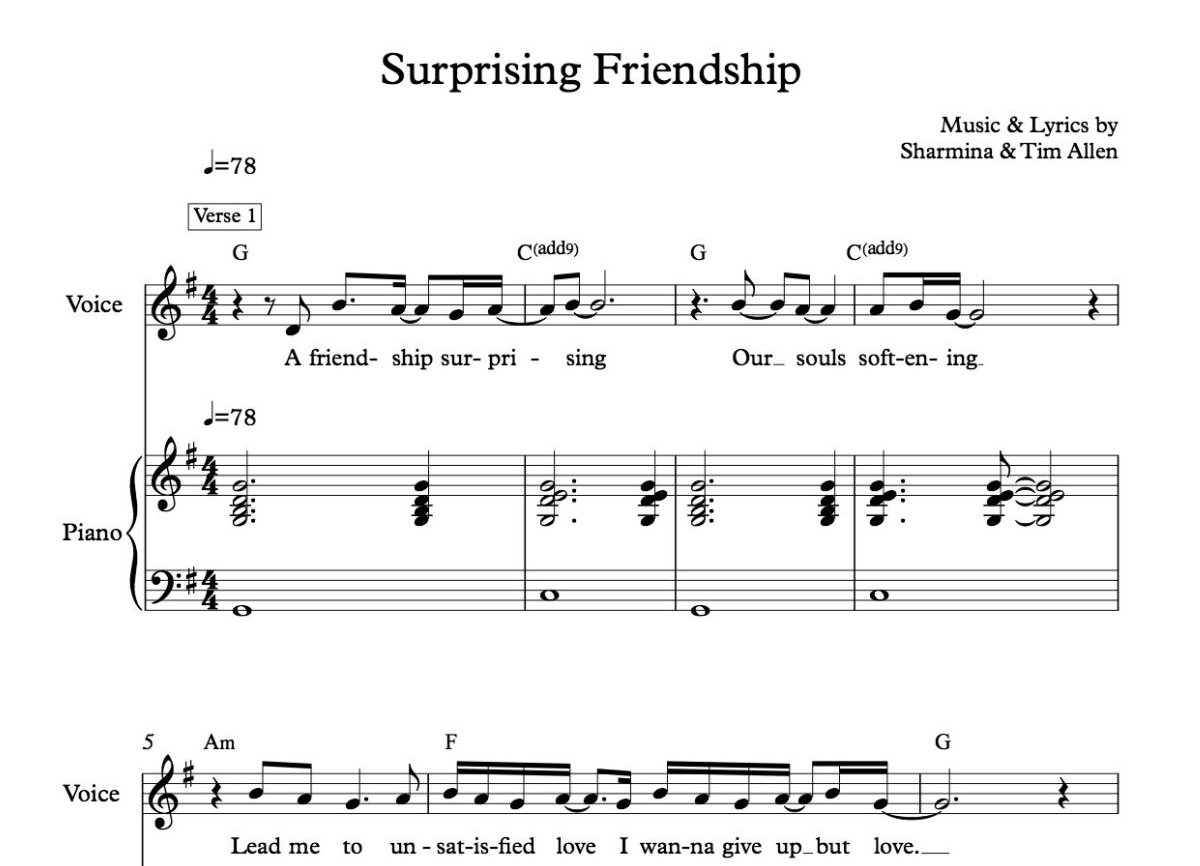 Surprising Friendship
Music & Lyrics by
Sharmina & Tim Allen
=78
Verse 1
G C(add9) G C(add9)
Voice
A friend- ship sur- pri - sing Our_ souls soft-en- ing_
=78
Piano
5 Am F G
Voice
Lead me to un - sat-is-fied love I wan-na give up_but love.__